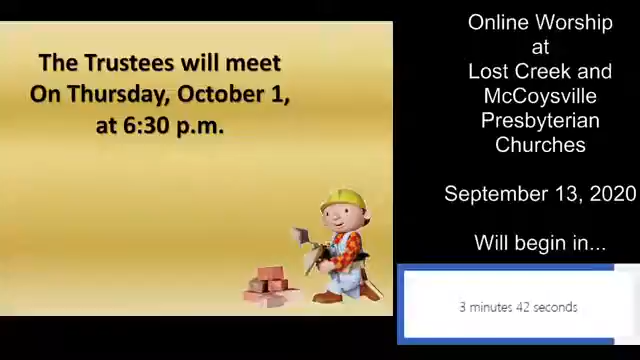 The Trustees will meet
On Thursday, October 1,
at 6:30 p.m.
Online Worship
at
Lost Creek and
McCoysville
Presbyterian
Churches
September 13, 2020
Will begin in...
3 minutes 42 seconds